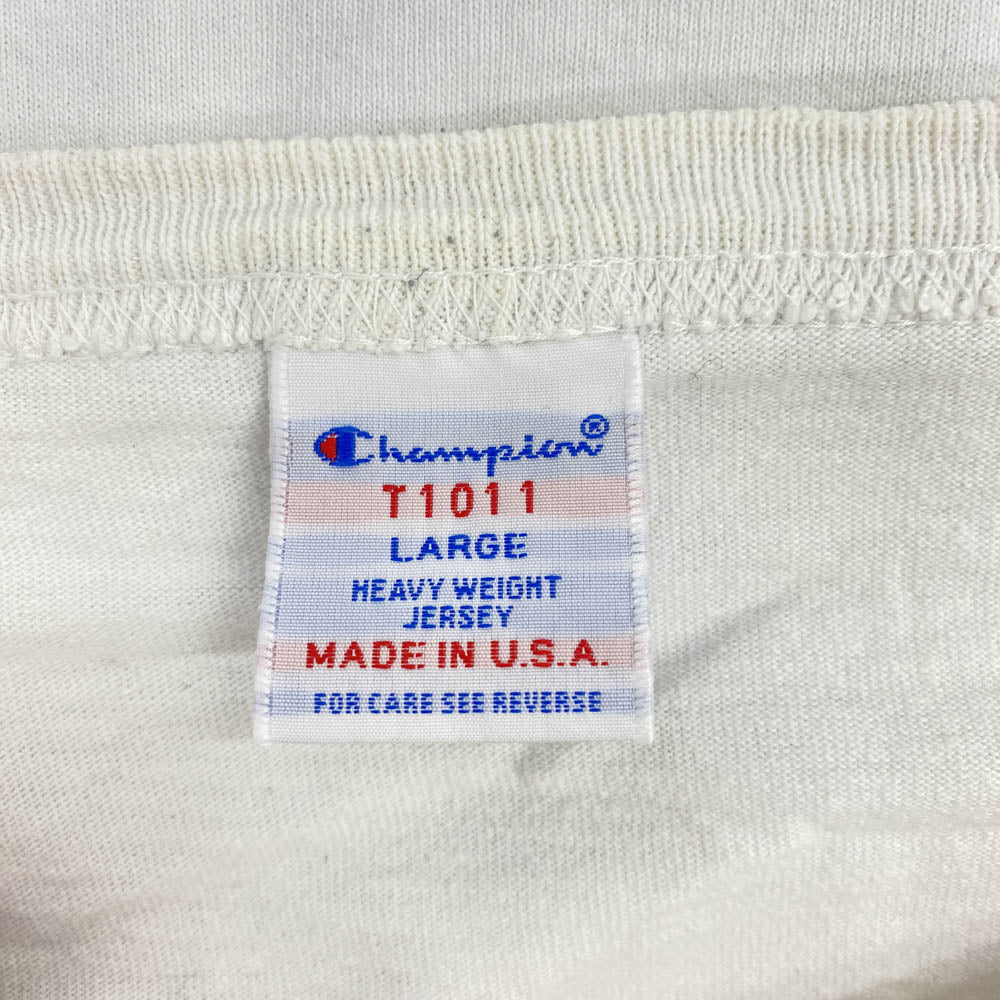 Champion®
T1011
LARGE
HEAVY WEIGHT
JERSEY
MADE IN U.S.A.
FOR CARE SEE REVERSE